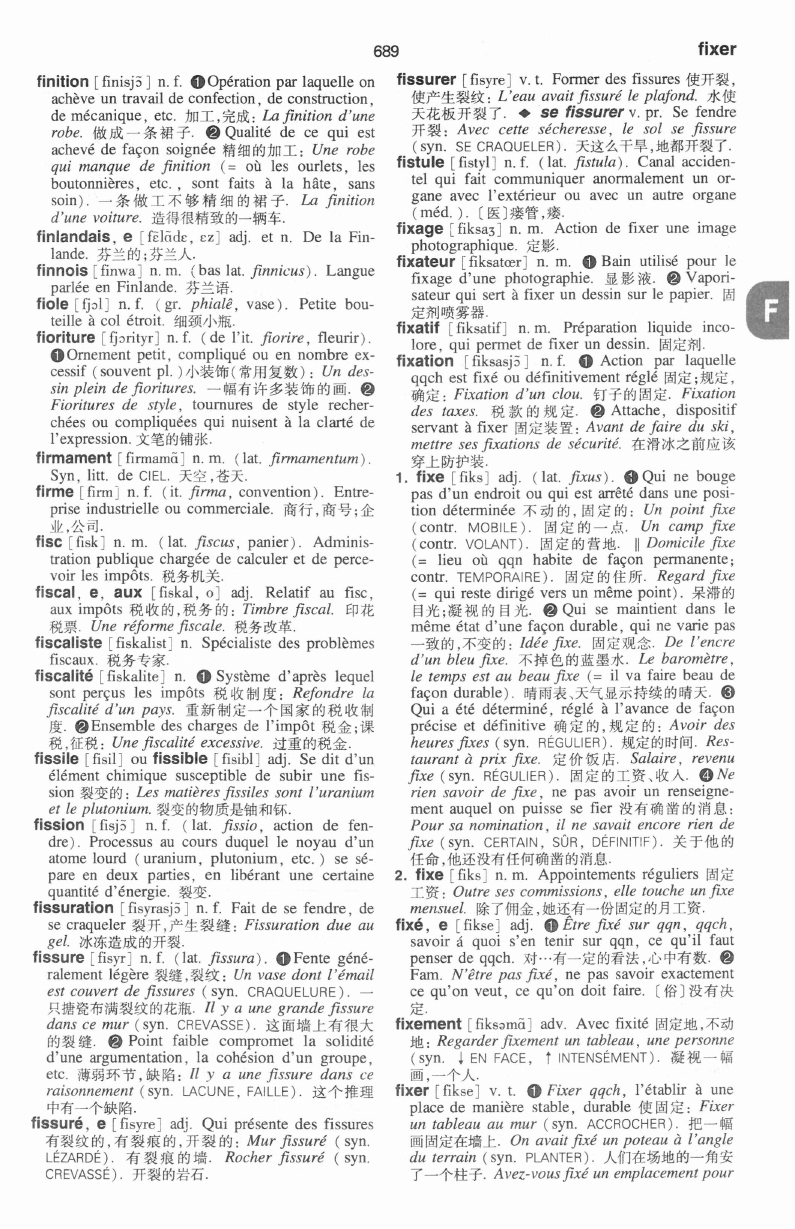 689
fixer
finition [finisjɔ̃] n. f. ❶Opération par laquelle on
achève un travail de confection, de construction,
de mécanique, etc. 加工,完成: La finition d'une
robe. 做成一条裙子. ❷Qualité de ce qui est
achevé de façon soignée 精细的加工: Une robe
qui manque de finition (= où les ourlets, les
boutonnières, etc., sont faits à la hâte, sans
soin). 一条做工不够精细的裙子. La finition
d'une voiture. 造得很精致的一辆车.
finlandais, e [fɛ̃lɑ̃dɛ, ɛz] adj. et n. De la Fin-
lande. 芬兰的;芬兰人.
finnois [finwa] n. m. (bas lat. finnicus). Langue
parlée en Finlande. 芬兰语.
fiole [fjɔl] n. f. (gr. phialê, vase). Petite bou-
teille à col étroit. 细颈小瓶.
fioriture [fjɔrityr] n. f. (de l'it. fiorire, fleurir).
❶Ornement petit, compliqué ou en nombre ex-
cessif (souvent pl.)小装饰(常用复数): Un des-
sin plein de fioritures. 一幅有许多装饰的画. ❷
Fioritures de style, tournures de style recher-
chées ou compliquées qui nuisent à la clarté de
l'expression. 文笔的铺张.
firmament [firmamɑ̃] n. m. (lat. firmamentum).
Syn, litt. de CIEL. 天空,苍天.
firme [firm] n. f. (it. firma, convention). Entre-
prise industrielle ou commerciale. 商行,商号;企
业,公司.
fisc [fisk] n. m. (lat. fiscus, panier). Adminis-
tration publique chargée de calculer et de perce-
voir les impôts. 税务机关.
fiscal, e, aux [fiskal, o] adj. Relatif au fisc,
aux impôts 税收的,税务的: Timbre fiscal. 印花
税票. Une réforme fiscale. 税务改革.
fiscaliste [fiskalist] n. Spécialiste des problèmes
fiscaux. 税务专家.
fiscalité [fiskalite] n. ❶ Système d'après lequel
sont perçus les impôts 税收制度: Refondre la
fiscalité d'un pays. 重新制定一个国家的税收制
度. ❷Ensemble des charges de l'impôt 税金;课
税,征税: Une fiscalité excessive. 过重的税金.
fissile [fisil] ou fissible [fisibl] adj. Se dit d'un
élément chimique susceptible de subir une fis-
sion 裂变的: Les matières fissiles sont l'uranium
et le plutonium. 裂变的物质是铀和钚.
fission [fisjɔ̃] n. f. (lat. fissio, action de fen-
dre). Processus au cours duquel le noyau d'un
atome lourd (uranium, plutonium, etc.) se sé-
pare en deux parties, en libérant une certaine
quantité d'énergie. 裂变.
fissuration [fisyrasjɔ̃] n. f. Fait de se fendre, de
se craqueler 裂开,产生裂缝: Fissuration due au
gel. 冰冻造成的开裂.
fissure [fisyr] n. f. (lat. fissura). ❶Fente géné-
ralement légère 裂缝,裂纹: Un vase dont l'émail
est couvert de fissures (syn. CRAQUELURE). 一
只搪瓷布满裂纹的花瓶. Il y a une grande fissure
dans ce mur (syn. CREVASSE). 这面墙上有很大
的裂缝. ❷ Point faible compromet la solidité
d'une argumentation, la cohésion d'un groupe,
etc. 薄弱环节,缺陷: Il y a une fissure dans ce
raisonnement (syn. LACUNE, FAILLE). 这个推理
中有一个缺陷.
fissuré, e [fisyre] adj. Qui présente des fissures
有裂纹的,有裂痕的,开裂的: Mur fissuré (syn.
LÉZARDÉ). 有裂痕的墙. Rocher fissuré (syn.
CREVASSÉ). 开裂的岩石.
fissurer [fisyre] v. t. Former des fissures 使开裂,
使产生裂纹: L'eau avait fissuré le plafond. 水使
天花板开裂了. ◆ se fissurer v. pr. Se fendre
开裂: Avec cette sécheresse, le sol se fissure
(syn. SE CRAQUELER). 天这么干旱,地都开裂了.
fistule [fistyl] n. f. (lat. fistula). Canal acciden-
tel qui fait communiquer anormalement un or-
gane avec l'extérieur ou avec un autre organe
(méd.). [医]瘘管,瘘.
fixage [fiksaʒ] n. m. Action de fixer une image
photographique. 定影.
fixateur [fiksatœr] n. m. ❶ Bain utilisé pour le
fixage d'une photographie. 显影液. ❷ Vapori-
sateur qui sert à fixer un dessin sur le papier. 固
定剂喷雾器.
fixatif [fiksatif] n. m. Préparation liquide inco-
lore, qui permet de fixer un dessin. 固定剂.
fixation [fiksasjɔ̃] n. f. ❶ Action par laquelle
qqch est fixé ou définitivement réglé 固定;规定,
确定: Fixation d'un clou. 钉子的固定. Fixation
des taxes. 税款的规定. ❷ Attache, dispositif
servant à fixer 固定装置: Avant de faire du ski,
mettre ses fixations de sécurité. 在滑冰之前应该
穿上防护装.
1. fixe [fiks] adj. (lat. fixus). ❶Qui ne bouge
pas d'un endroit ou qui est arrêté dans une posi-
tion déterminée 不动的,固定的: Un point fixe
(contr. MOBILE). 固定的一点. Un camp fixe
(contr. VOLANT). 固定的营地. ‖ Domicile fixe
(= lieu où qqn habite de façon permanente;
contr. TEMPORAIRE). 固定的住所. Regard fixe
(= qui reste dirigé vers un même point). 呆滞的
目光;凝视的目光. ❷ Qui se maintient dans le
même état d'une façon durable, qui ne varie pas
一致的,不变的: Idée fixe. 固定观念. De l'encre
d'un bleu fixe. 不掉色的蓝墨水. Le baromètre,
le temps est au beau fixe (= il va faire beau de
façon durable). 晴雨表、天气显示持续的晴天. ❸
Qui a été déterminé, réglé à l'avance de façon
précise et définitive 确定的,规定的: Avoir des
heures fixes (syn. RÉGULIER). 规定的时间. Res-
taurant à prix fixe. 定价饭店. Salaire, revenu
fixe (syn. RÉGULIER). 固定的工资、收入. ❹Ne
rien savoir de fixe, ne pas avoir un renseigne-
ment auquel on puisse se fier 没有确凿的消息:
Pour sa nomination, il ne savait encore rien de
fixe (syn. CERTAIN, SÛR, DÉFINITIF). 关于他的
任命,他还没有任何确凿的消息.
2. fixe [fiks] n. m. Appointements réguliers 固定
工资: Outre ses commissions, elle touche un fixe
mensuel. 除了佣金,她还有一份固定的月工资.
fixé, e [fikse] adj. ❶Être fixé sur qqn, qqch,
savoir á quoi s'en tenir sur qqn, ce qu'il faut
penser de qqch. 对…有一定的看法,心中有数. ❷
Fam. N'être pas fixé, ne pas savoir exactement
ce qu'on veut, ce qu'on doit faire. [俗]没有决
定.
fixement [fiksəmɑ̃] adv. Avec fixité 固定地,不动
地: Regarder fixement un tableau, une personne
(syn. ↓ EN FACE, ↑ INTENSÉMENT). 凝视一幅
画,一个人.
fixer [fikse] v. t. ❶ Fixer qqch, l'établir à une
place de manière stable, durable 使固定: Fixer
un tableau au mur (syn. ACCROCHER). 把一幅
画固定在墙上. On avait fixé un poteau à l'angle
du terrain (syn. PLANTER). 人们在场地的一角安
了一个柱子. Avez-vous fixé un emplacement pour
F